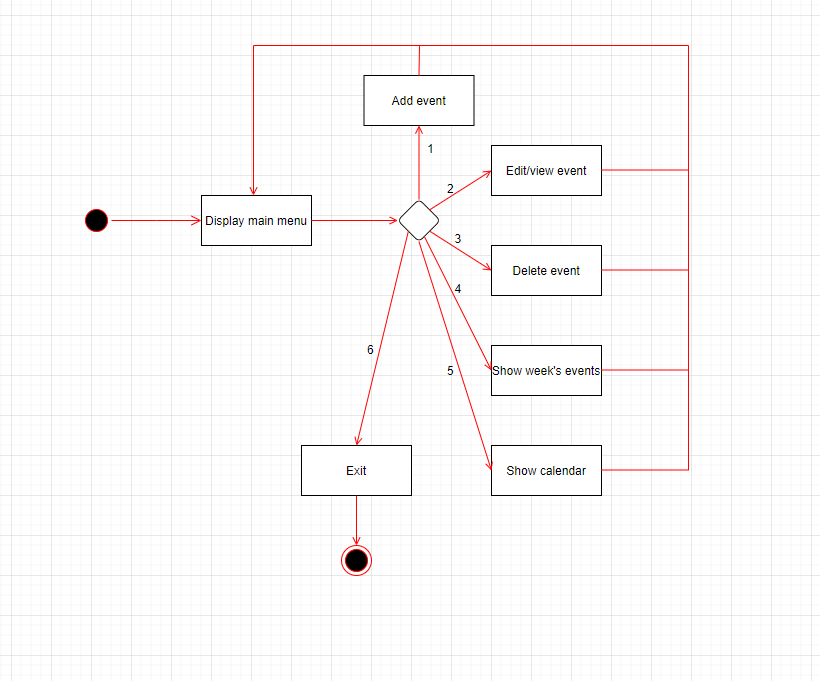 Add event
1
Edit/view event
2
Display main menu
3
Delete event
4
6
5
Show week's events
Exit
Show calendar